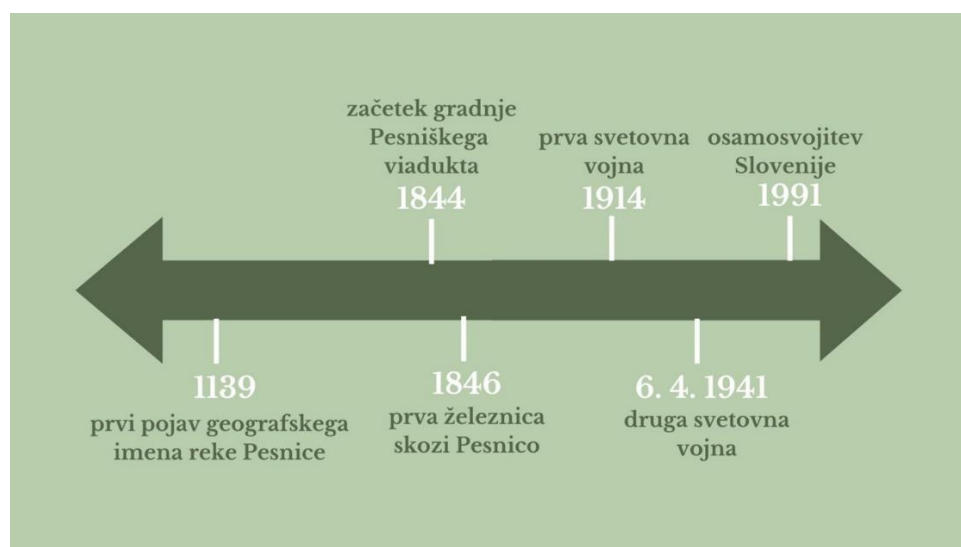 začetek gradnje
Pesniškega
viadukta
1844
prva svetovna
vojna
1914
osamosvojitev
Slovenije
1991
1139
prvi pojav geografskega
imena reke Pesnice
1846
prva železnica
skozi Pesnico
6. 4. 1941
druga svetovna
vojna